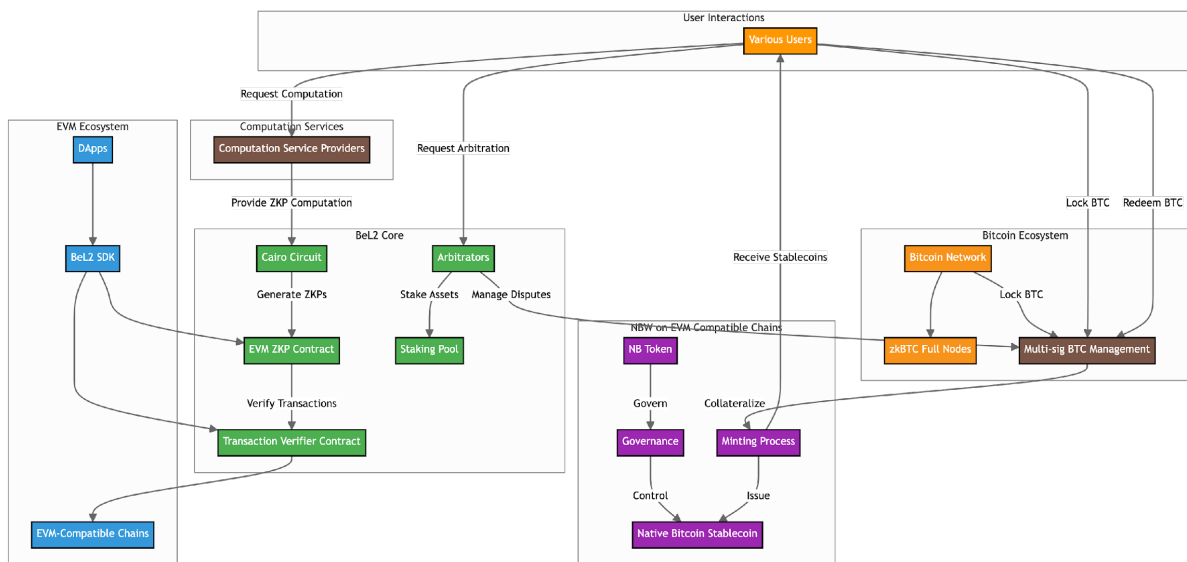 User Interactions
Various Users
Request Computation
EVM Ecosystem
Computation Services
DApps
Computation Service Providers
Request Arbitration
Provide ZKP Computation
Lock BTC
Redeem BTC
BeL2 Core
Bitcoin Ecosystem
BeL2 SDK
Cairo Circuit
Arbitrators
Receive Stablecoins
Bitcoin Network
Generate ZKPs
Stake Assets
Manage Disputes
Lock BTC
NBW on EVM Compatible Chains
EVM ZKP Contract
Staking Pool
NB Token
zkBTC Full Nodes
Multi-sig BTC Management
Verify Transactions
Govern
Collateralize
Transaction Verifier Contract
Governance
Minting Process
Control
Issue
EVM-Compatible Chains
Native Bitcoin Stablecoin